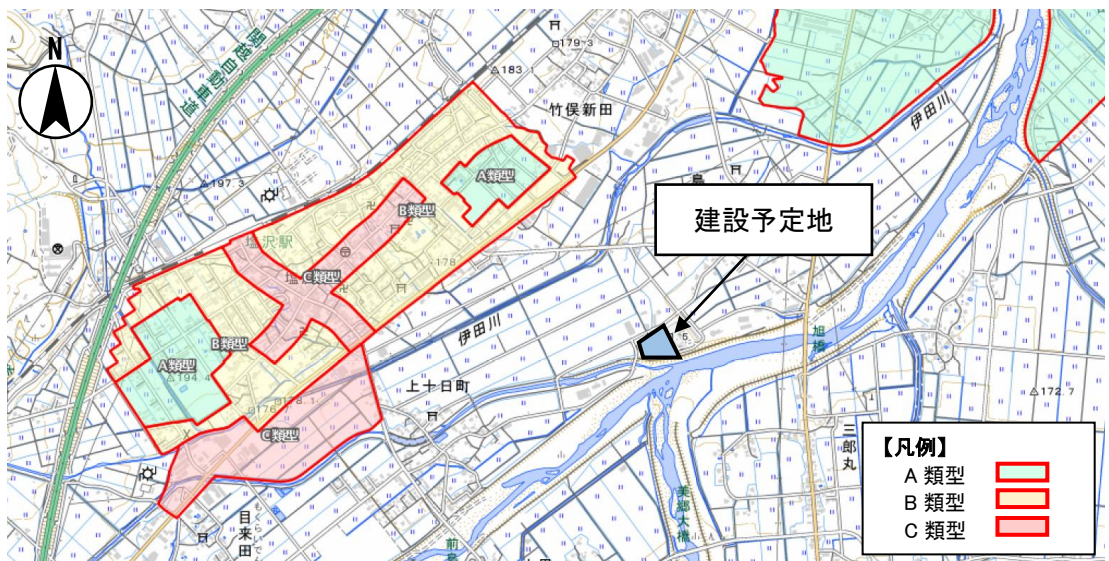 N
関越自動車道
179.3
183.1
竹俣新田
伊田川
197.3
A類型
B類型
塩沢駅
C類型
178
建設予定地
伊田川
B類型
A類型
194.4
176
178.1
C類型
上十日町
旭橋
172.7
三郎丸
目来田
美郷大橋
【凡例】
A 類型
B 類型
C 類型